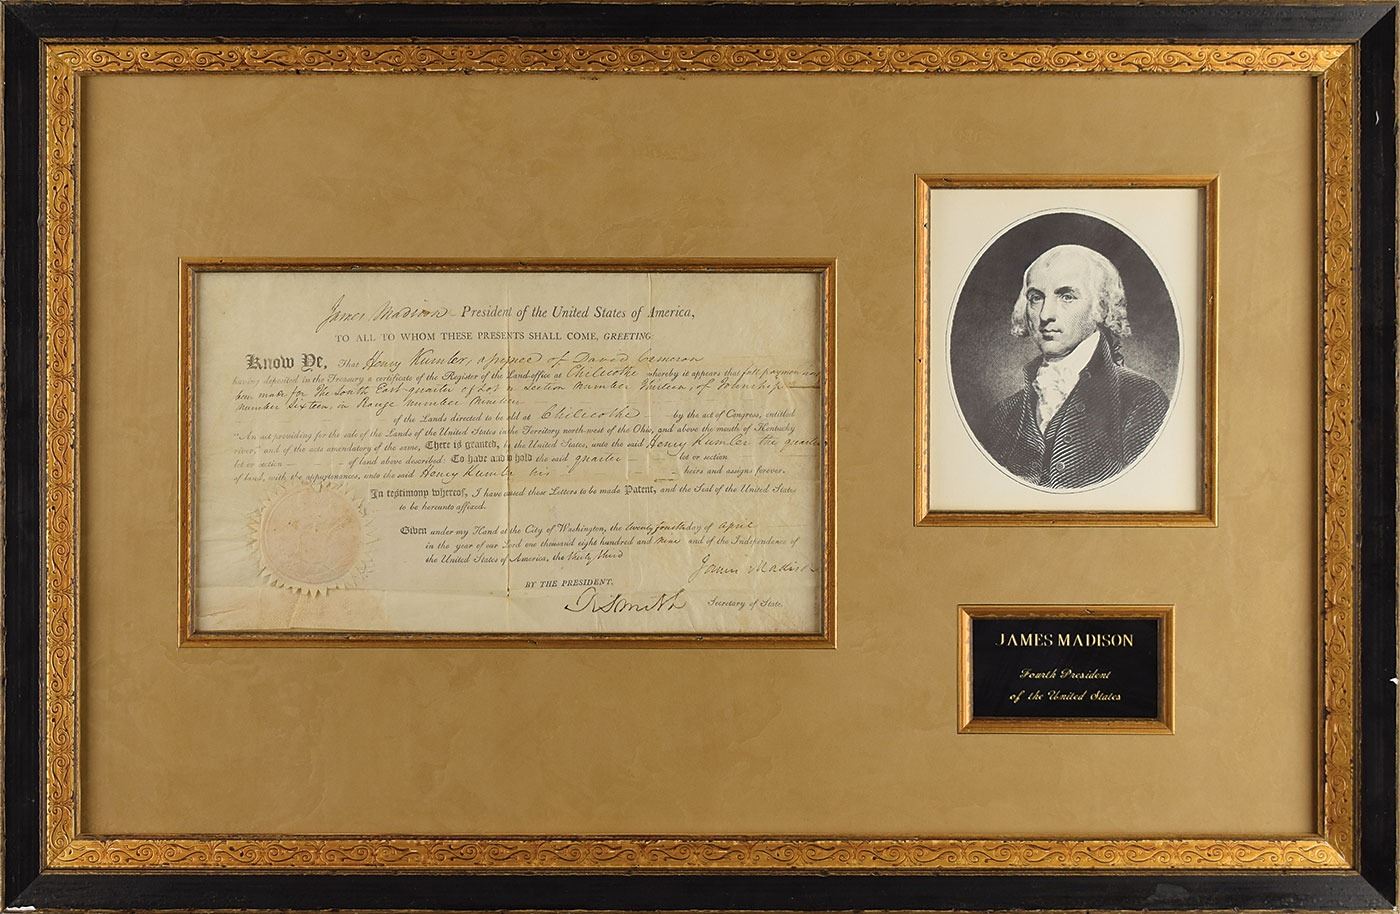 James Madison President of the United States of America,
TO ALL TO WHOM THESE PRESENTS SHALL COME, GREETING:
Know Ye, That Henry Kumler, assignee of David Cameron
having deposited in the Treasury a certificate of the Register of the Land-office at Chilicothe whereby it appears that full payment has
been made for The South East quarter of Section Number Thirteen, of Township
Number Sixteen, in Range Number Nineteen
of the Lands directed to be sold at Chilicothe by the act of Congress, entitled
"An act providing for the sale of the Lands of the United States in the Territory north-west of the Ohio, and above the mouth of Kentucky
river," and of the acts amendatory of the same, There is granted, by the United States, unto the said Henry Kumler the quarter
lot or section of land above described: To have and to hold the said quarter lot or section
of land, with the appurtenances, unto the said Henry Kumler his heirs and assigns forever.
In testimony whereof, I have caused these Letters to be made Patent, and the Seal of the United States
to be hereunto affixed.
Given under my Hand at the City of Washington, the twenty fourth day of April
in the year of our Lord one thousand eight hundred and Nine and of the Independence of
the United States of America, the thirty third
James Madison
BY THE PRESIDENT,
R Smith Secretary of State.
JAMES MADISON
Fourth President
of the United States